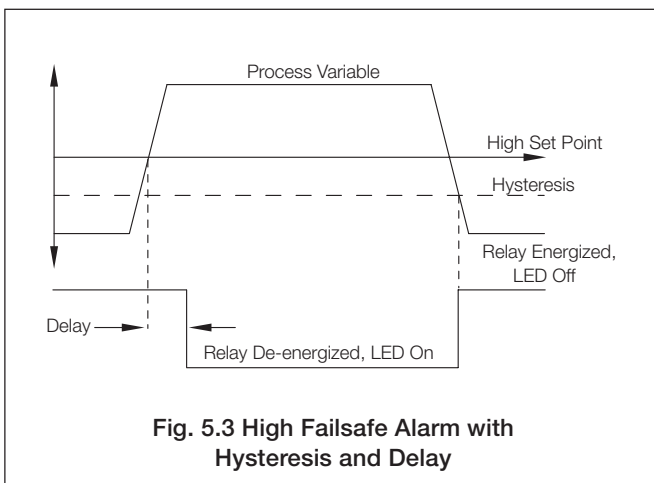 Process Variable
High Set Point
Hysteresis
Relay Energized,
LED Off
Delay
Relay De-energized, LED On
Fig. 5.3 High Failsafe Alarm with
Hysteresis and Delay